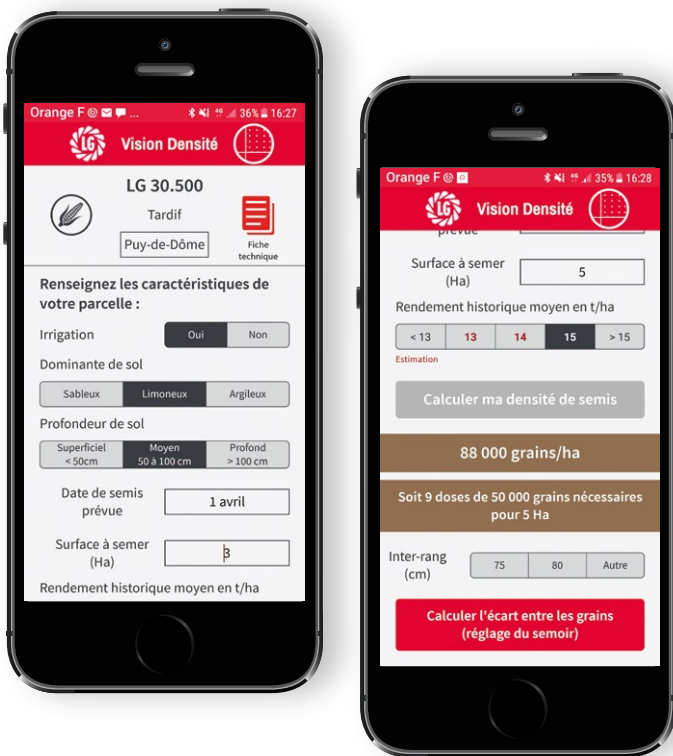 Orange F ... 4G 36% 16:27
LG Vision Densité
LG 30.500
Tardif
Puy-de-Dôme
Fiche
technique
Renseignez les caractéristiques de
votre parcelle :
Irrigation Oui Non
Dominante de sol
Sableux Limoneux Argileux
Profondeur de sol
Superficiel Moyen Profond
< 50cm 50 à 100 cm > 100 cm
Date de semis
prévue 1 avril
Surface à semer
(Ha) 3
Rendement historique moyen en t/ha
Orange F 4G 35% 16:28
LG Vision Densité
prévue
Surface à semer
(Ha) 5
Rendement historique moyen en t/ha
< 13 13 14 15 > 15
Estimation
Calculer ma densité de semis
88 000 grains/ha
Soit 9 doses de 50 000 grains nécessaires
pour 5 Ha
Inter-rang
(cm) 75 80 Autre
Calculer l'écart entre les grains
(réglage du semoir)